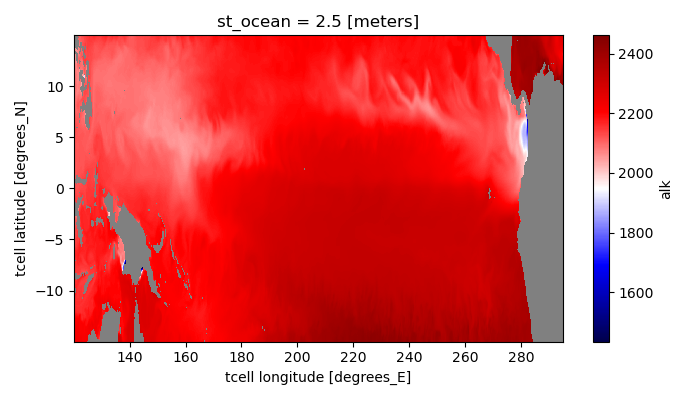 st_ocean = 2.5 [meters]
10
5
0
−5
−10
tcell latitude [degrees_N]
140 160 180 200 220 240 260 280
tcell longitude [degrees_E]
2400
2200
2000
1800
1600
alk